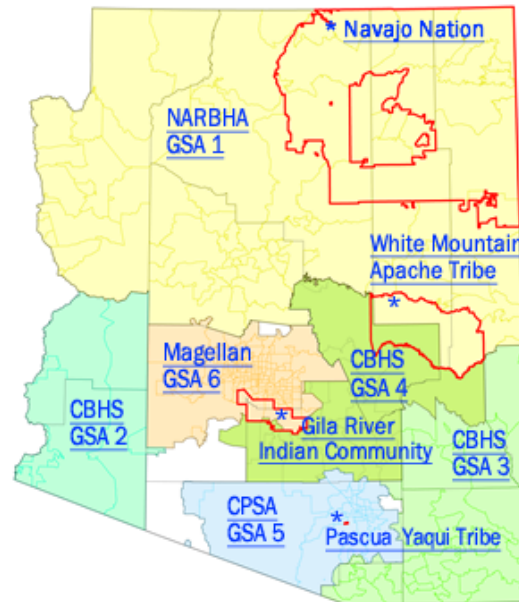 * Navajo Nation
NARBHA
GSA 1
White Mountain
Apache Tribe
*
Magellan
GSA 6
CBHS
GSA 4
CBHS
GSA 2
* Gila River
Indian Community
CBHS
GSA 3
CPSA
GSA 5
*
Pascua Yaqui Tribe